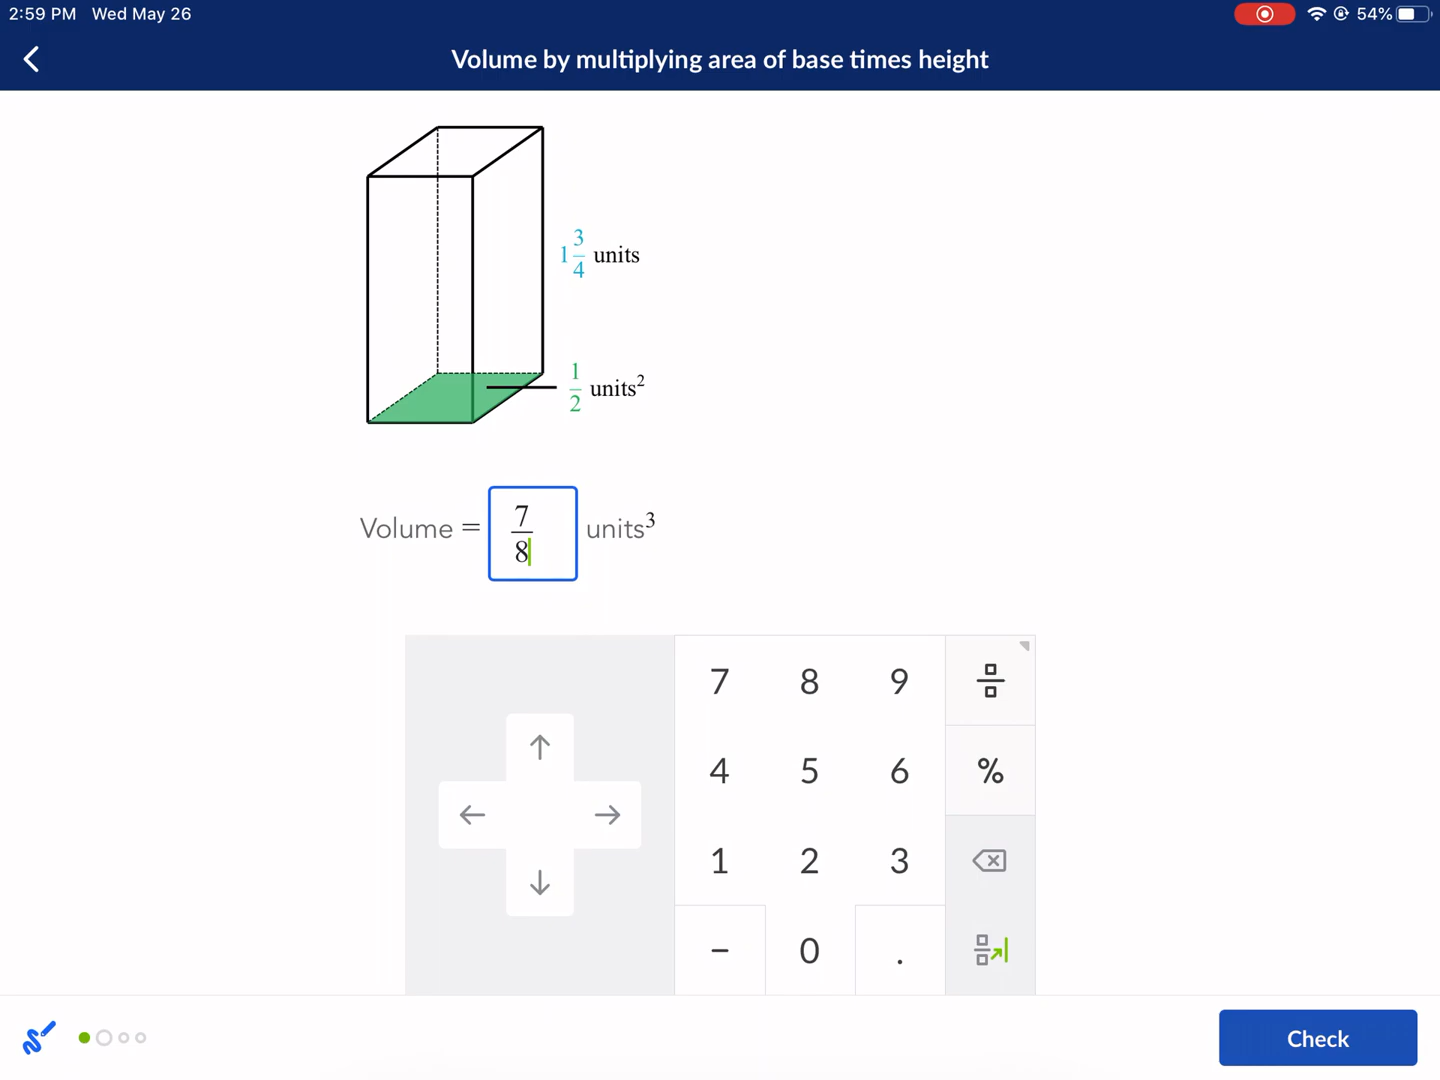 2:59 PM Wed May 26
54%
Volume by multiplying area of base times height
1 3/4 units
1/2 units²
Volume = 7/8 units³
7 8 9
4 5 6 %
1 2 3
− 0 .
Check